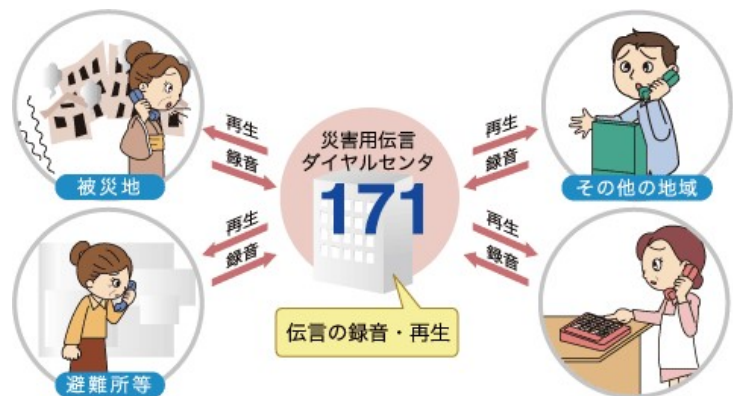 再生
録音
被災地
災害用伝言
ダイヤルセンタ
171
再生
録音
その他の地域
再生
録音
避難所等
伝言の録音・再生
再生
録音